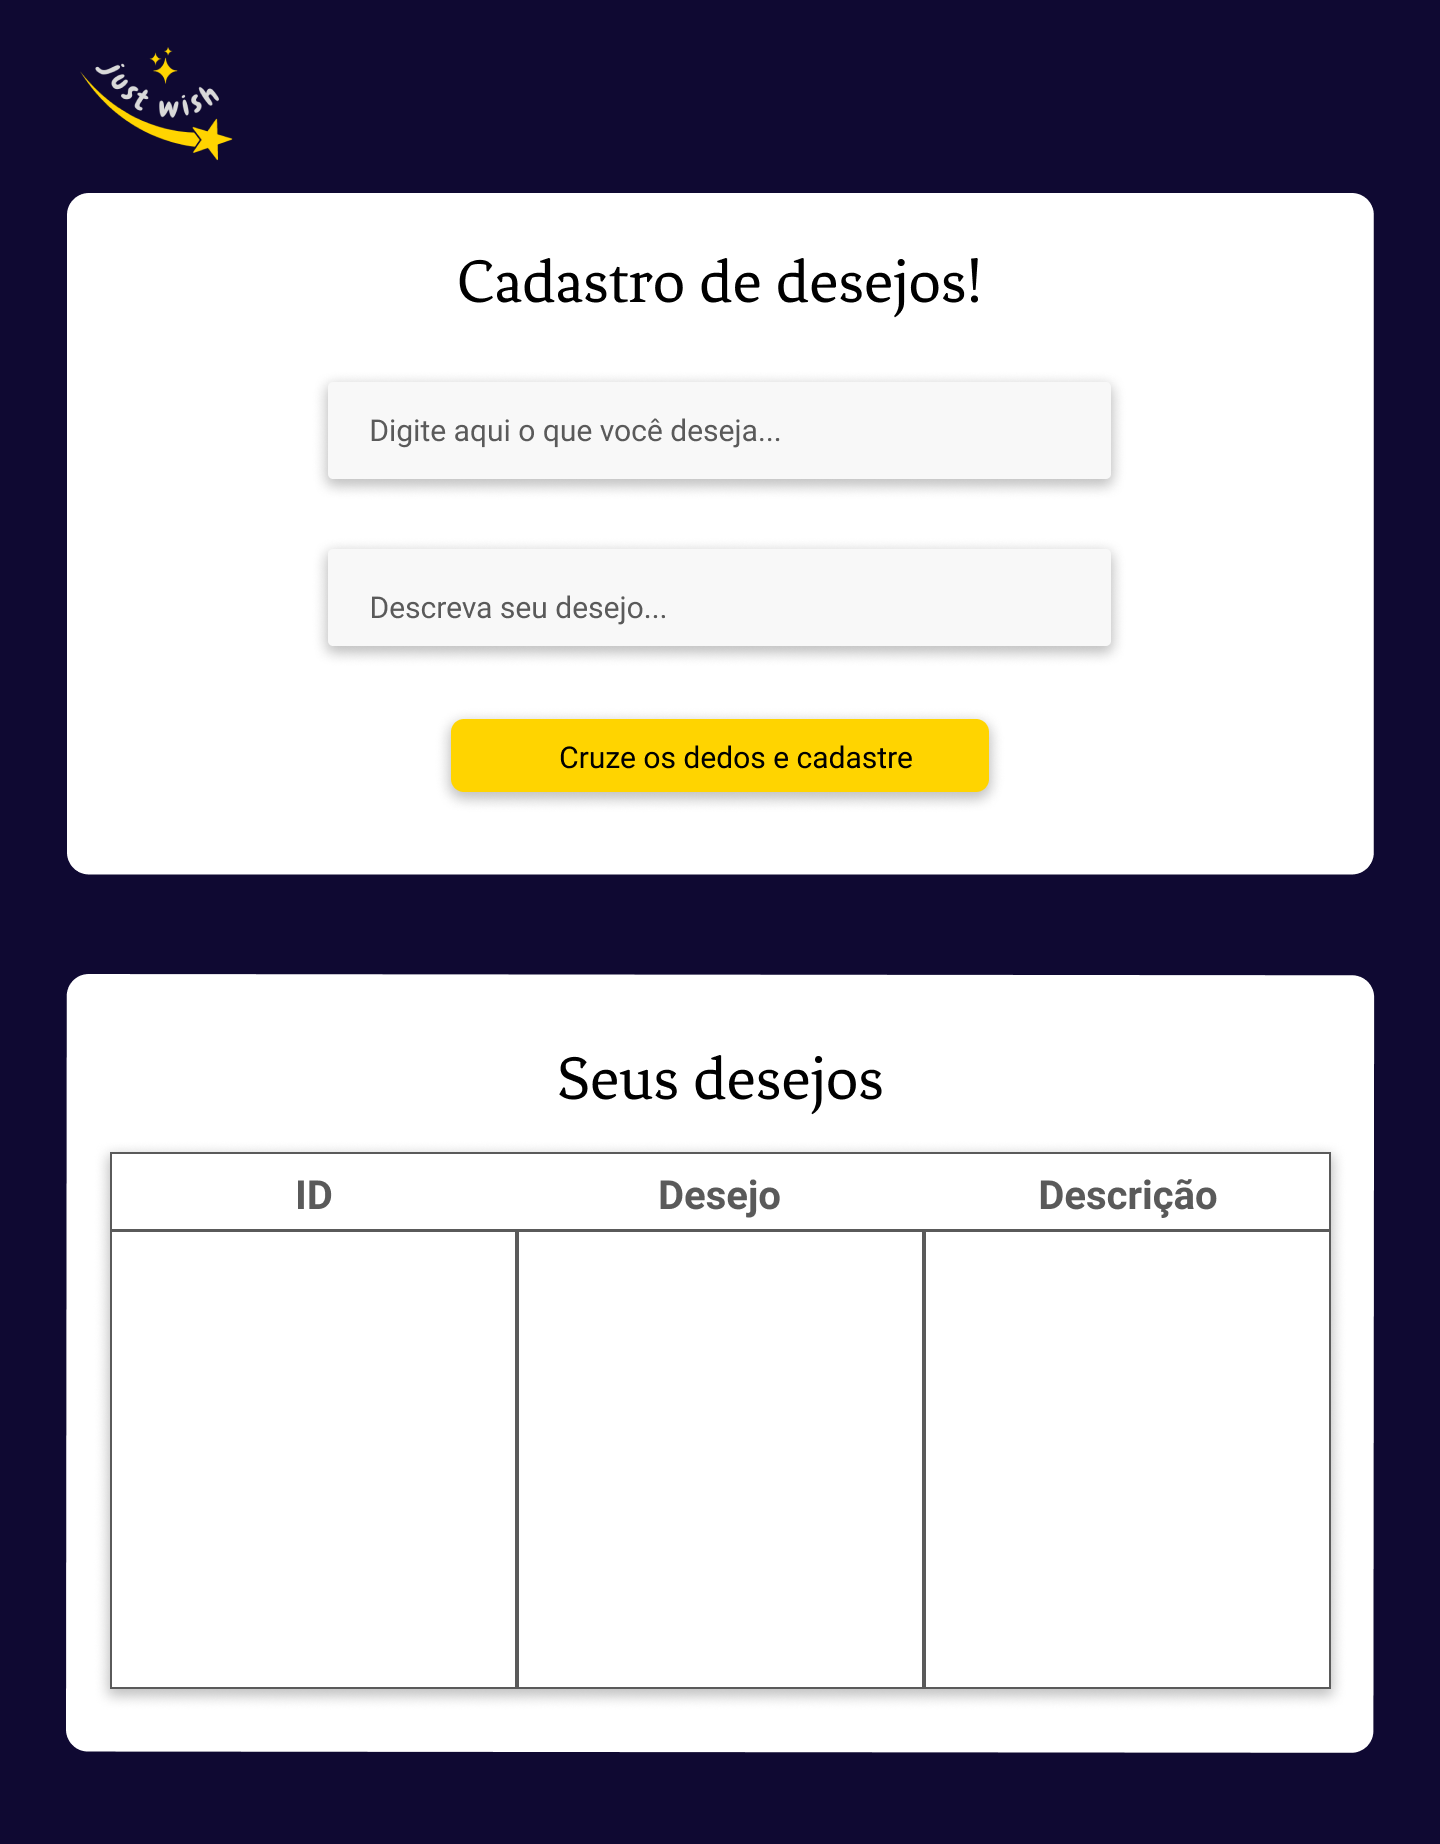 just wish
Cadastro de desejos!
Digite aqui o que você deseja...
Descreva seu desejo...
Cruze os dedos e cadastre
Seus desejos
ID Desejo Descrição